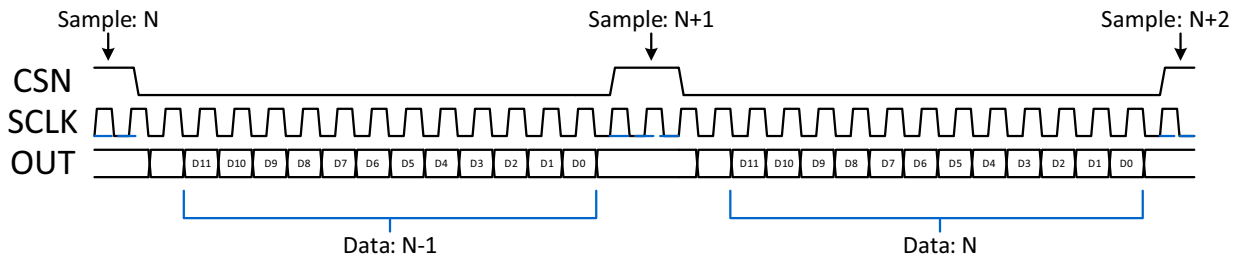 Sample: N Sample: N+1 Sample: N+2
CSN
SCLK
OUT D11 D10 D9 D8 D7 D6 D5 D4 D3 D2 D1 D0 D11 D10 D9 D8 D7 D6 D5 D4 D3 D2 D1 D0
Data: N-1 Data: N